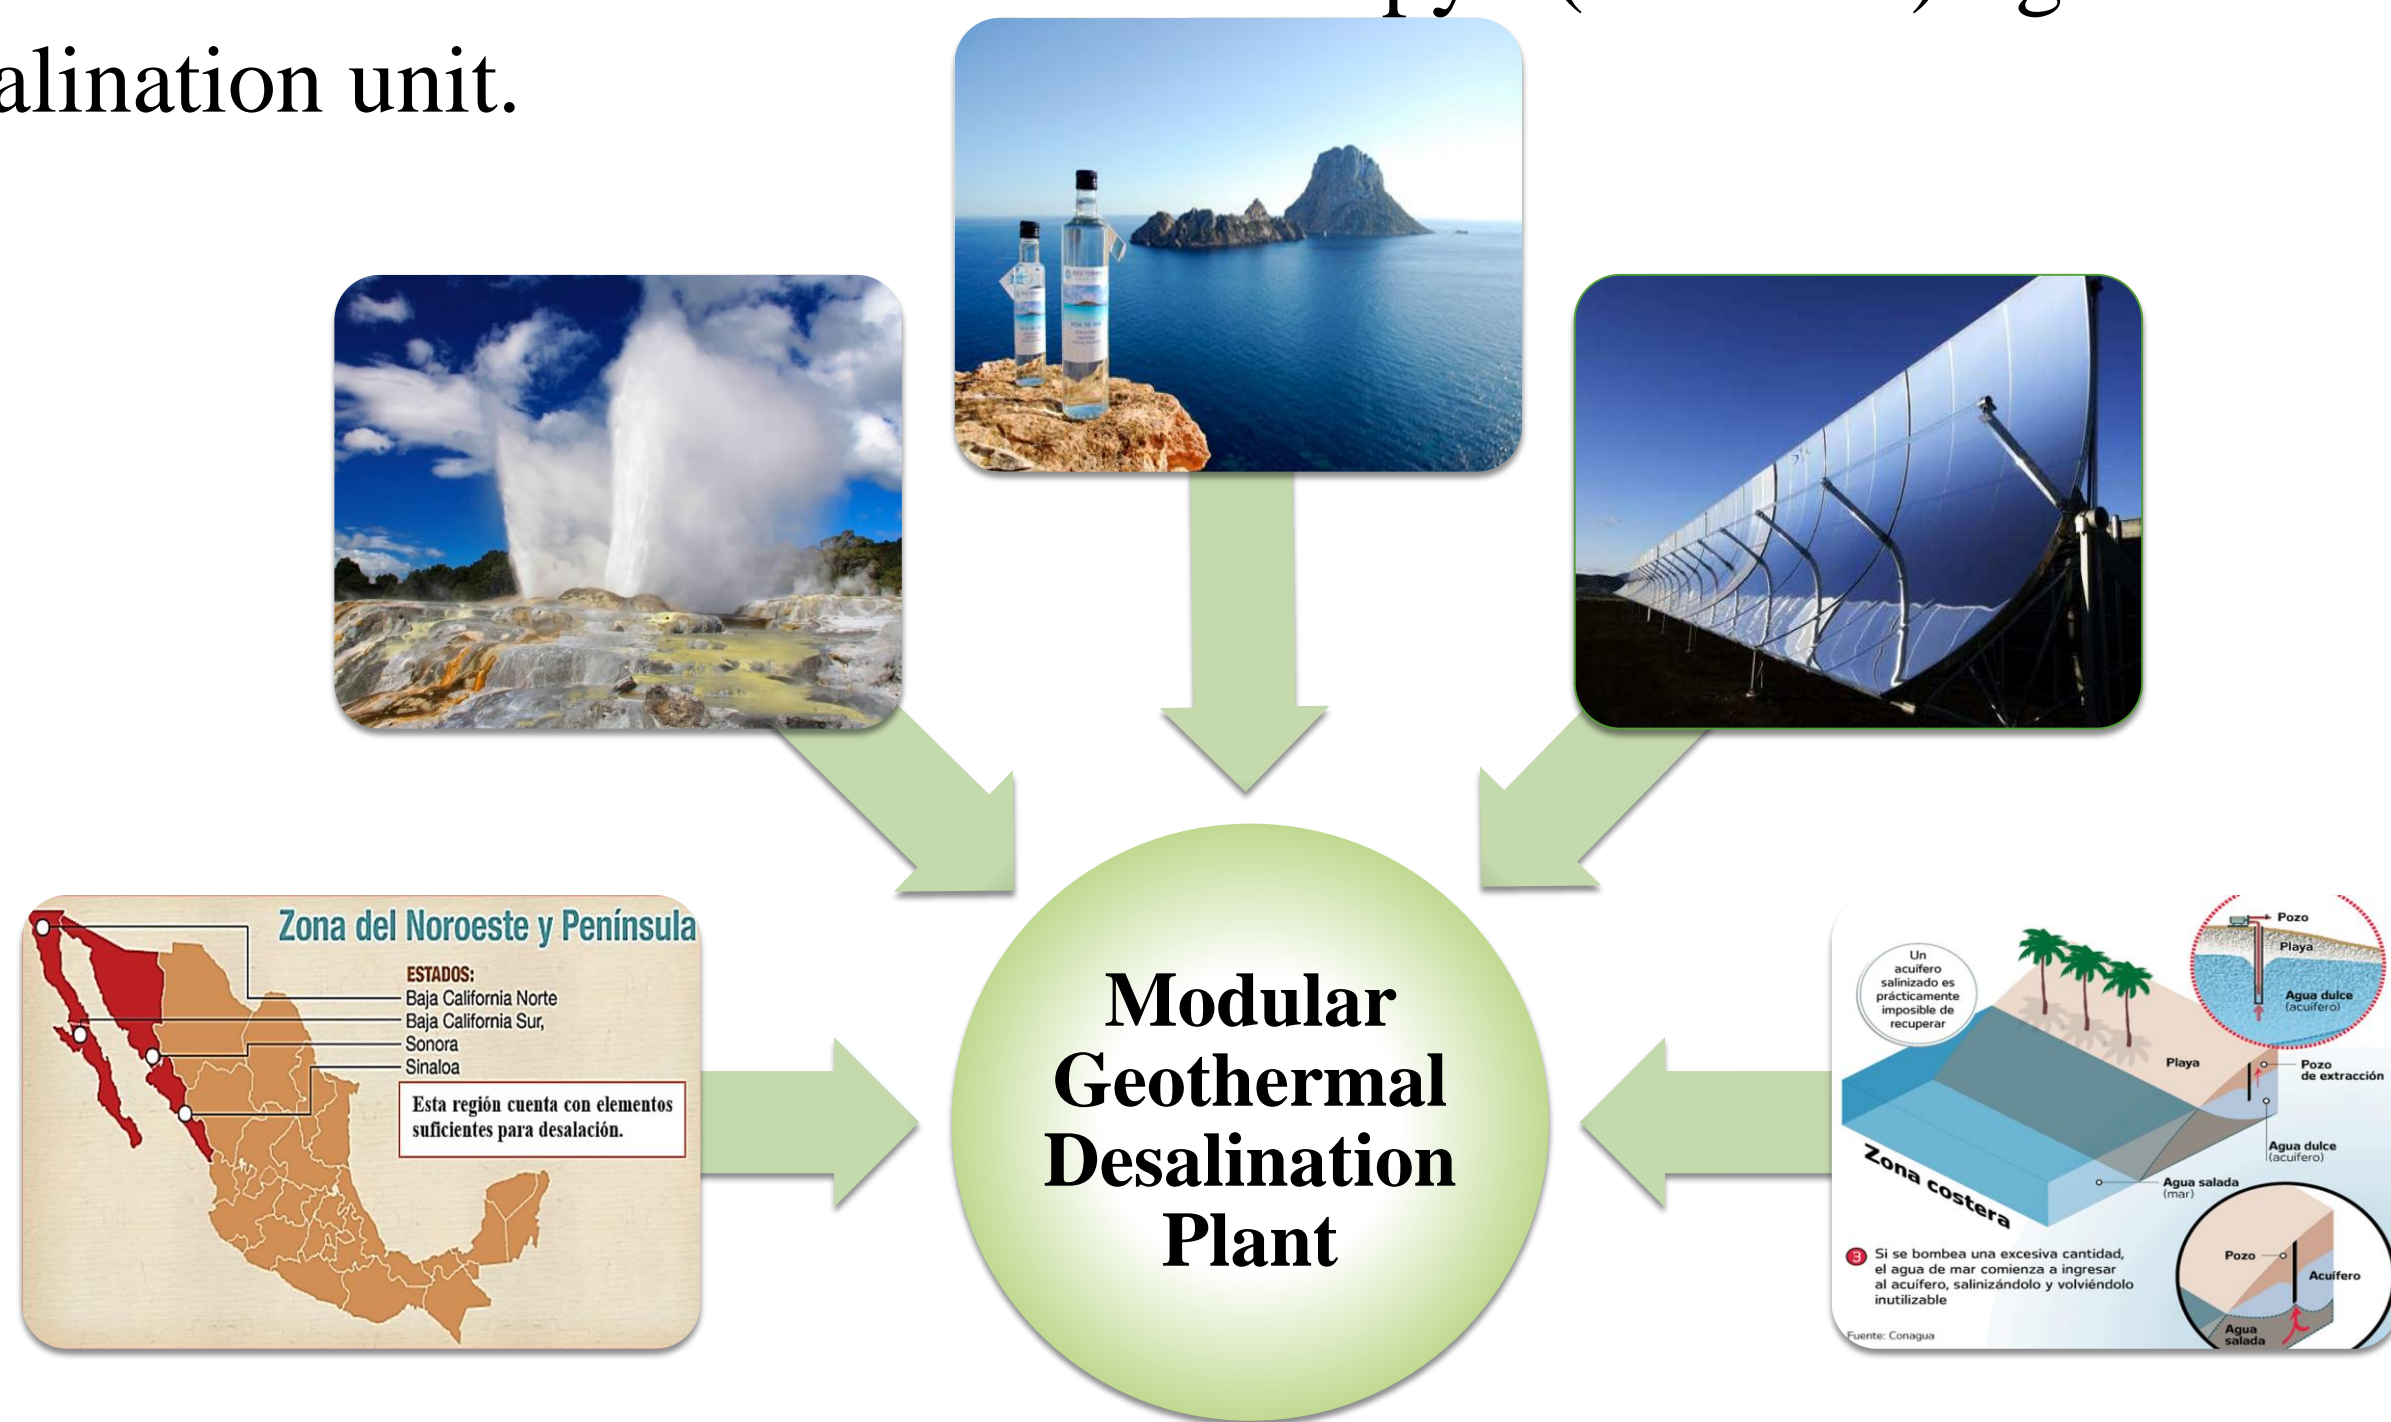 alination unit.
Zona del Noroeste y Península
ESTADOS:
Baja California Norte
Baja California Sur,
Sonora
Sinaloa
Esta región cuenta con elementos
suficientes para desalación.
Modular
Geothermal
Desalination
Plant
Un
acuífero
salinizado es
prácticamente
imposible de
recuperar
Pozo
Playa
Agua dulce
(acuífero)
Playa
Pozo
de extracción
Agua dulce
(acuífero)
Agua salada
(mar)
Zona costera
3 Si se bombea una excesiva cantidad,
el agua de mar comienza a ingresar
al acuífero, salinizándolo y volviéndolo
inutilizable
Pozo
Acuífero
Agua
salada
Fuente: Conagua